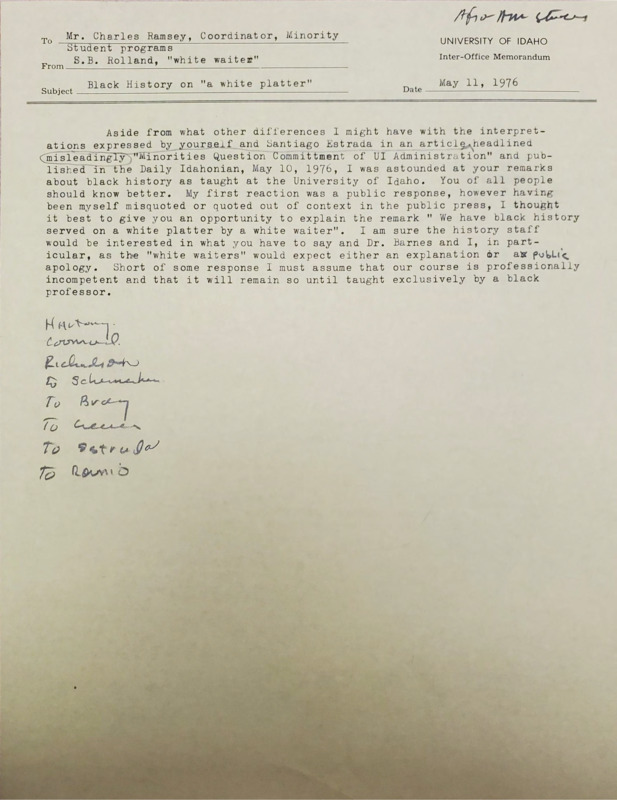 Afro Am
To Mr. Charles Ramsey, Coordinator, Minority
Student programs
From S.B. Rolland, "white waiter"
Subject Black History on "a white platter"
UNIVERSITY OF IDAHO
Inter-Office Memorandum
Date May 11, 1976
Aside from what other differences I might have with the interpret-
ations expressed by yourself and Santiago Estrada in an article, headlined
misleadingly "Minorities Question Committment of UI Administration" and pub-
lished in the Daily Idahonian, May 10, 1976, I was astounded at your remarks
about black history as taught at the University of Idaho. You of all people
should know better. My first reaction was a public response, however having
been myself misquoted or quoted out of context in the public press, I thought
it best to give you an opportunity to explain the remark " We have black history
served on a white platter by a white waiter". I am sure the history staff
would be interested in what you have to say and Dr. Barnes and I, in part-
icular, as the "white waiters" would expect either an explanation or a public
apology. Short of some response I must assume that our course is professionally
incompetent and that it will remain so until taught exclusively by a black
professor.
Hartung
Coonrod
Richardson
to
To Bray
To
To Estrada
To